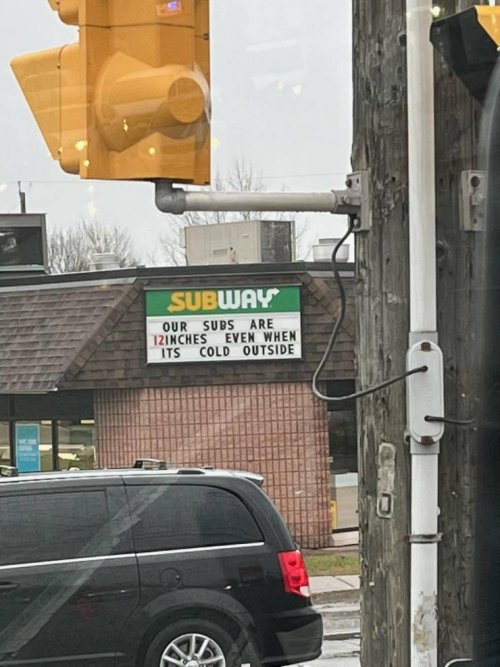 SUBWAY
OUR SUBS ARE
12INCHES EVEN WHEN
ITS COLD OUTSIDE